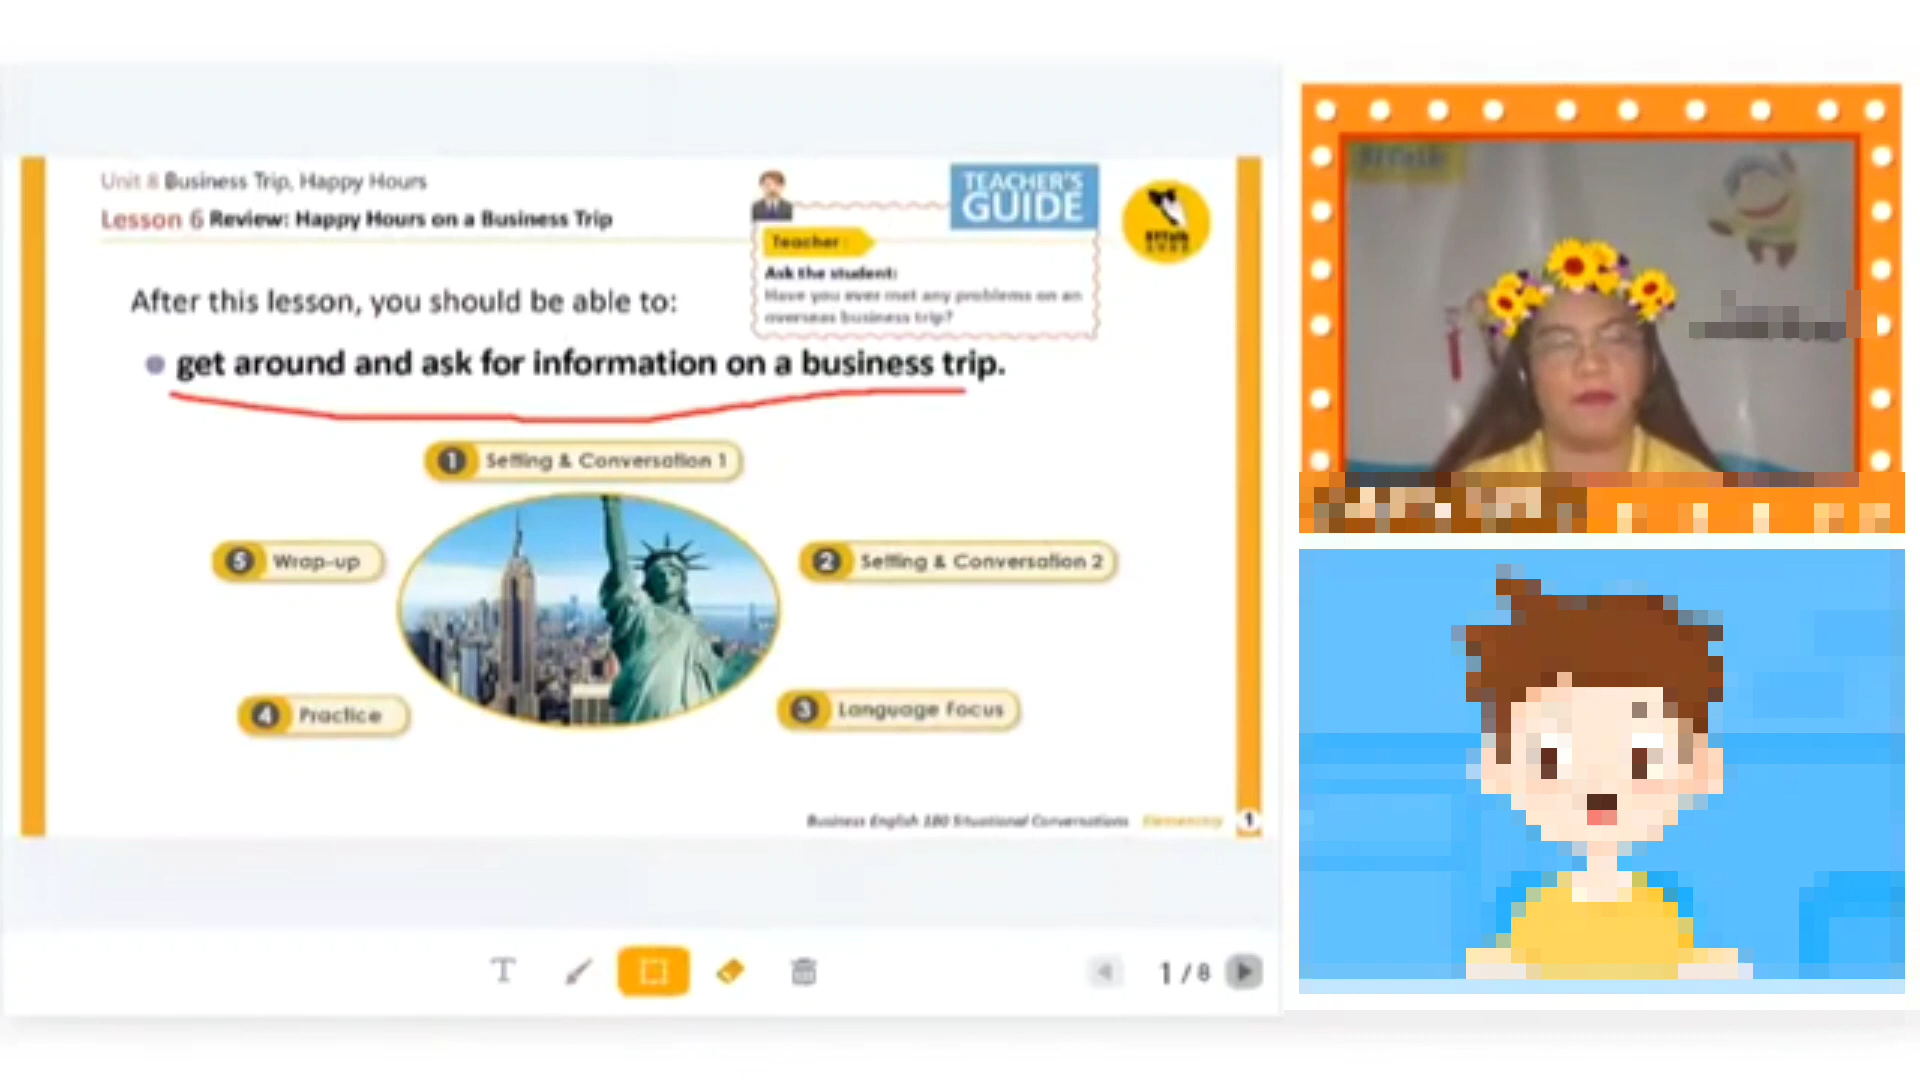 Unit 8 Business Trip, Happy Hours
Lesson 6 Review: Happy Hours on a Business Trip
TEACHER'S
GUIDE
Teacher:
Ask the student:
Have you ever met any problems on an
overseas business trip?
After this lesson, you should be able to:
get around and ask for information on a business trip.
1 Setting & Conversation 1
5 Wrap-up
2 Setting & Conversation 2
4 Practice
3 Language Focus
Business English 180 Situational Conversations Elementary 1
T
1 / 8